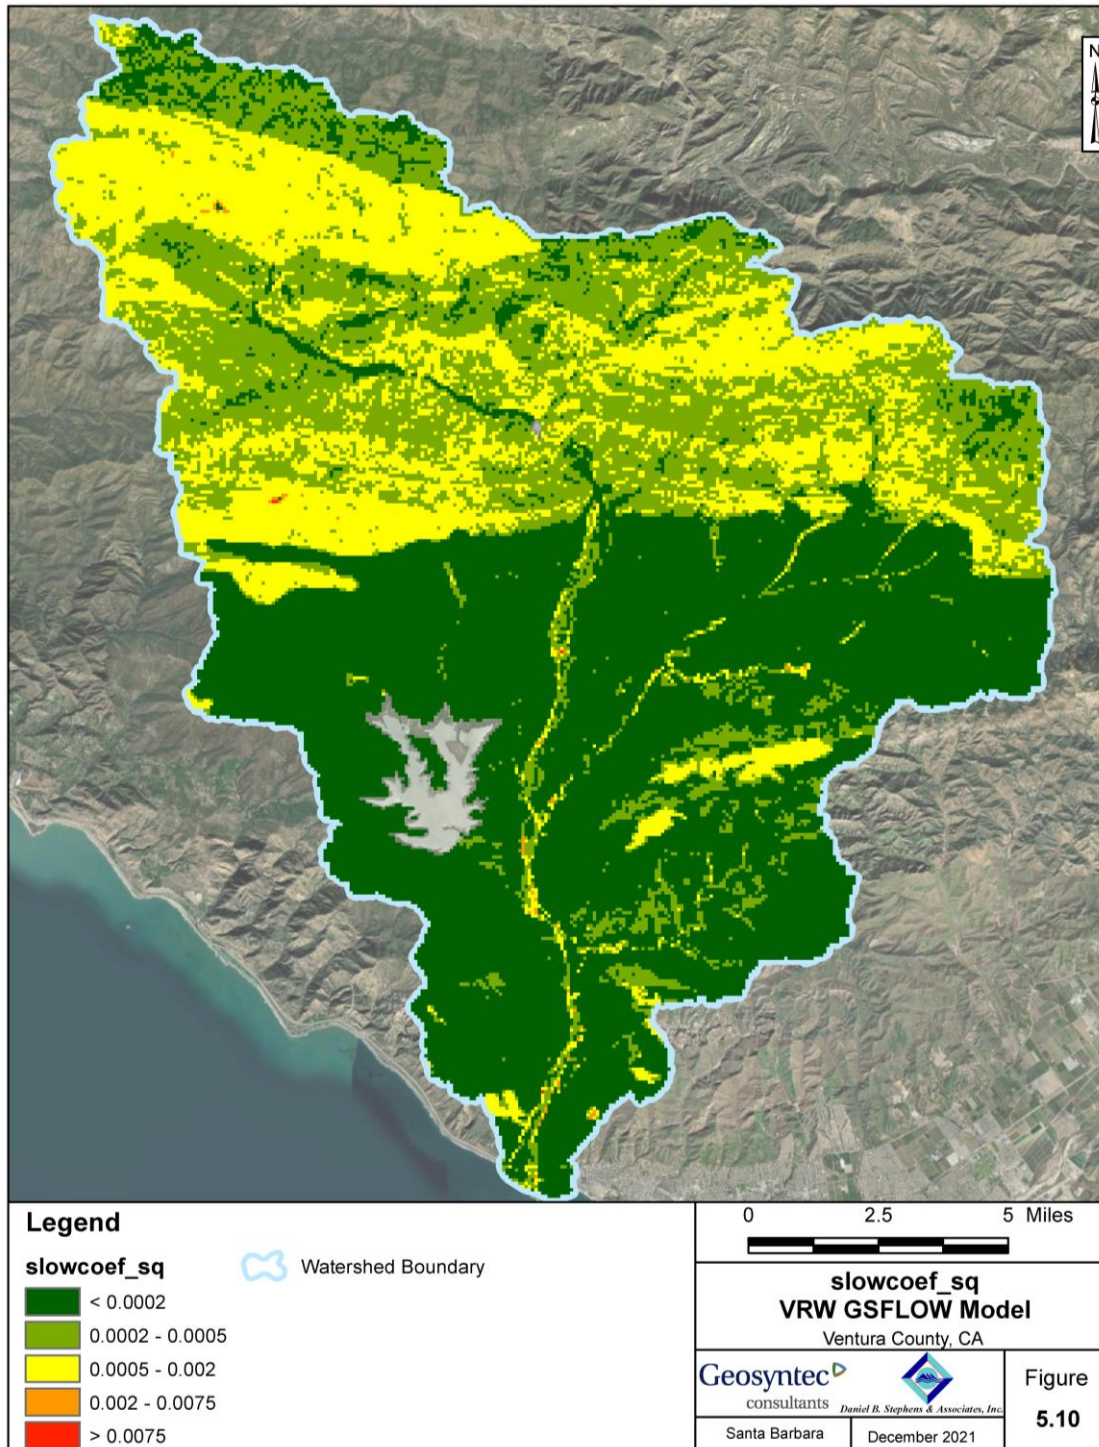 N
Legend
slowcoef_sq
Watershed Boundary
< 0.0002
0.0002 - 0.0005
0.0005 - 0.002
0.002 - 0.0075
> 0.0075
0 2.5 5 Miles
slowcoef_sq
VRW GSFLOW Model
Ventura County, CA
Geosyntec
consultants
Daniel B. Stephens & Associates, Inc.
Figure
5.10
Santa Barbara
December 2021